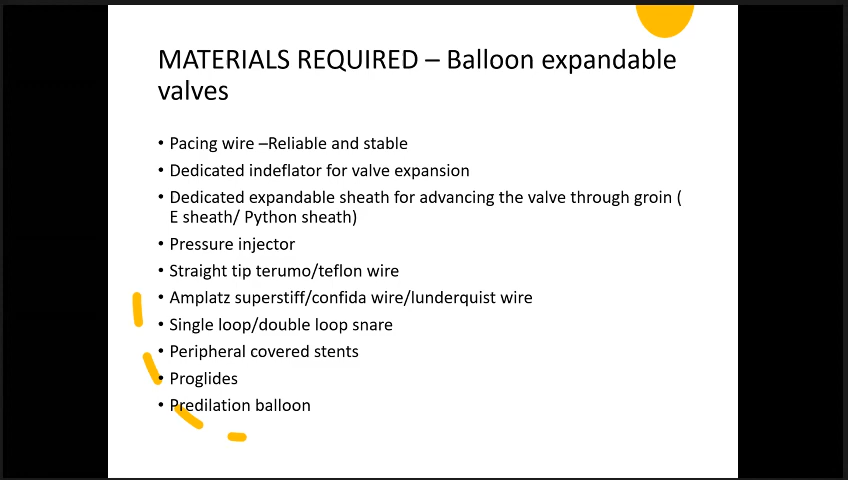 MATERIALS REQUIRED – Balloon expandable
valves
• Pacing wire –Reliable and stable
• Dedicated indeflator for valve expansion
• Dedicated expandable sheath for advancing the valve through groin (
E sheath/ Python sheath)
• Pressure injector
• Straight tip terumo/teflon wire
• Amplatz superstiff/confida wire/lunderquist wire
• Single loop/double loop snare
• Peripheral covered stents
• Proglides
• Predilation balloon